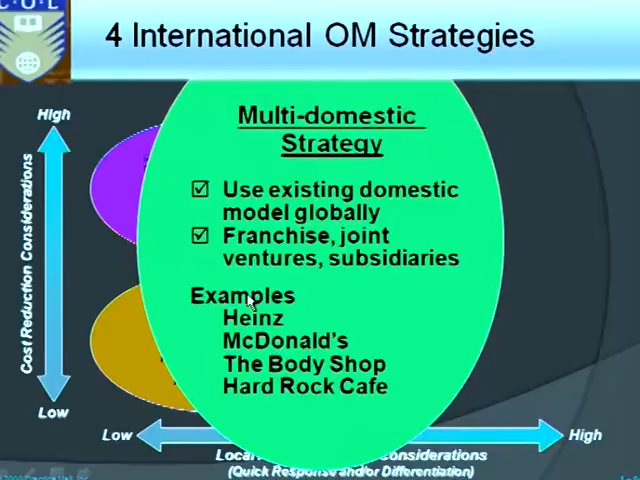 COL
4 International OM Strategies
High
Cost Reduction Considerations
Low
Multi-domestic
Strategy
Use existing domestic
model globally
Franchise, joint
ventures, subsidiaries
Examples
Heinz
McDonald's
The Body Shop
Hard Rock Cafe
Low
High
Considerations
(Quick Response and/or Differentiation)